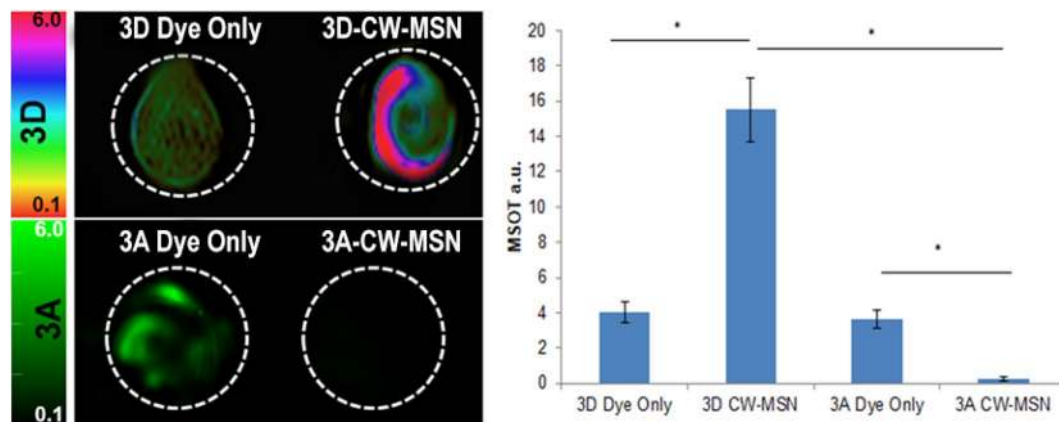 6.0
3D
0.1
3D Dye Only
3D-CW-MSN
6.0
3A
0.1
3A Dye Only
3A-CW-MSN
MSOT a.u.
20
18
16
14
12
10
8
6
4
2
0
*
*
*
3D Dye Only
3D CW-MSN
3A Dye Only
3A CW-MSN